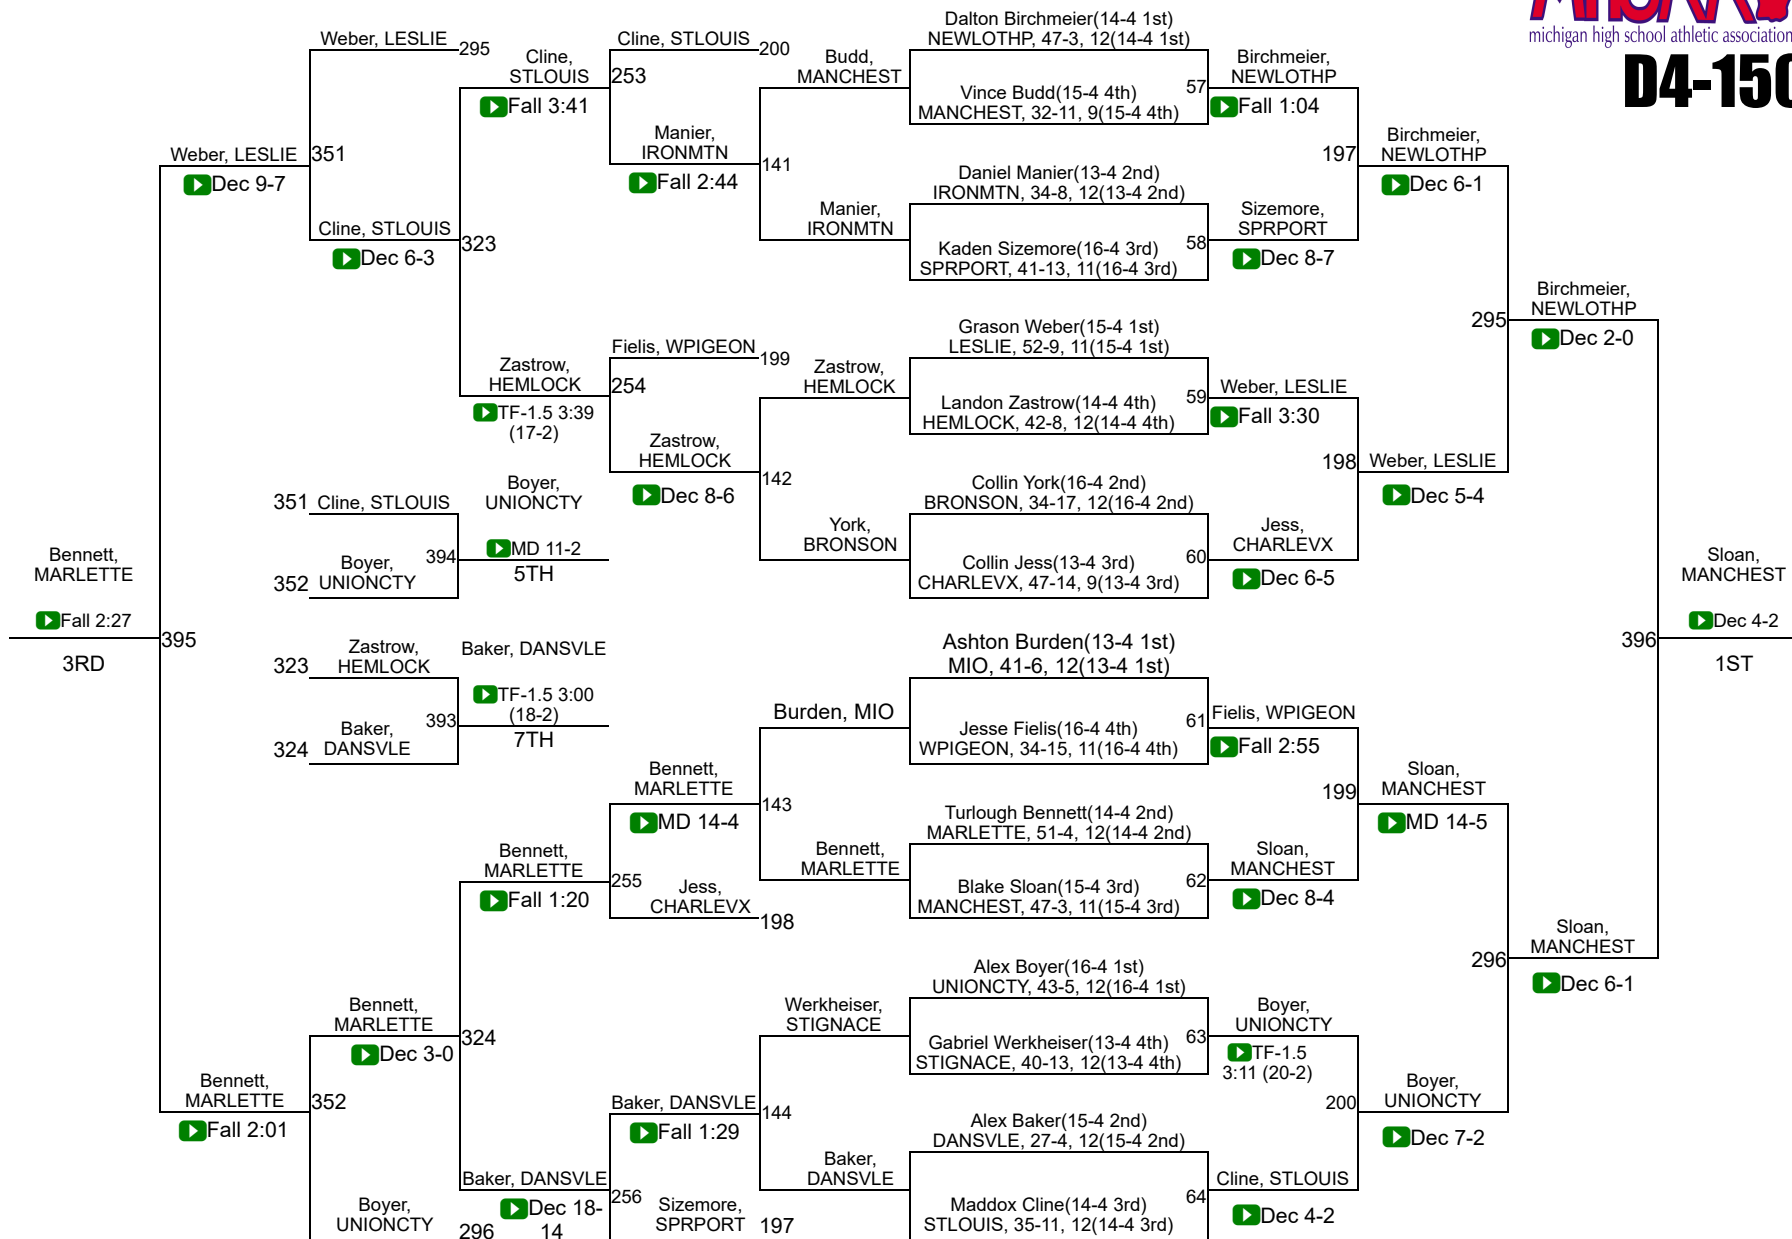 MHSAA
michigan high school athletic association
D4-150
Weber, LESLIE
295
Cline,
STLOUIS
Fall 3:41
Cline, STLOUIS
200
253
Budd,
MANCHEST
Dalton Birchmeier(14-4 1st)
NEWLOTHP, 47-3, 12(14-4 1st)
Vince Budd(15-4 4th)
MANCHEST, 32-11, 9(15-4 4th)
57
Birchmeier,
NEWLOTHP
Fall 1:04
Weber, LESLIE
Dec 9-7
351
Manier,
IRONMTN
Fall 2:44
141
197
Birchmeier,
NEWLOTHP
Dec 6-1
Daniel Manier(13-4 2nd)
IRONMTN, 34-8, 12(13-4 2nd)
Kaden Sizemore(16-4 3rd)
SPRPORT, 41-13, 11(16-4 3rd)
58
Manier,
IRONMTN
Sizemore,
SPRPORT
Dec 8-7
Cline, STLOUIS
Dec 6-3
323
Birchmeier,
NEWLOTHP
Dec 2-0
295
Grason Weber(15-4 1st)
LESLIE, 52-9, 11(15-4 1st)
Landon Zastrow(14-4 4th)
HEMLOCK, 42-8, 12(14-4 4th)
59
Zastrow,
HEMLOCK
TF-1.5 3:39
(17-2)
Fielis, WPIGEON
199
254
Zastrow,
HEMLOCK
Weber, LESLIE
Fall 3:30
Zastrow,
HEMLOCK
Dec 8-6
142
198
Weber, LESLIE
Dec 5-4
Collin York(16-4 2nd)
BRONSON, 34-17, 12(16-4 2nd)
Collin Jess(13-4 3rd)
CHARLEVX, 47-14, 9(13-4 3rd)
60
York,
BRONSON
Jess,
CHARLEVX
Dec 6-5
351
Cline, STLOUIS
352
Boyer,
UNIONCTY
394
Boyer,
UNIONCTY
MD 11-2
5TH
Bennett,
MARLETTE
Fall 2:27
3RD
395
Sloan,
MANCHEST
Dec 4-2
1ST
396
323
Zastrow,
HEMLOCK
324
Baker,
DANSVLE
393
Baker, DANSVLE
TF-1.5 3:00
(18-2)
7TH
Ashton Burden(13-4 1st)
MIO, 41-6, 12(13-4 1st)
Jesse Fielis(16-4 4th)
WPIGEON, 34-15, 11(16-4 4th)
61
Burden, MIO
Fielis, WPIGEON
Fall 2:55
Bennett,
MARLETTE
MD 14-4
143
199
Sloan,
MANCHEST
MD 14-5
Turlough Bennett(14-4 2nd)
MARLETTE, 51-4, 12(14-4 2nd)
Blake Sloan(15-4 3rd)
MANCHEST, 47-3, 11(15-4 3rd)
62
Bennett,
MARLETTE
Sloan,
MANCHEST
Dec 8-4
Bennett,
MARLETTE
Fall 1:20
255
Jess,
CHARLEVX
198
Sloan,
MANCHEST
Dec 6-1
296
Alex Boyer(16-4 1st)
UNIONCTY, 43-5, 12(16-4 1st)
Gabriel Werkheiser(13-4 4th)
STIGNACE, 40-13, 12(13-4 4th)
63
Werkheiser,
STIGNACE
Boyer,
UNIONCTY
TF-1.5
3:11 (20-2)
Bennett,
MARLETTE
Dec 3-0
324
Bennett,
MARLETTE
Fall 2:01
352
Baker, DANSVLE
Fall 1:29
144
200
Boyer,
UNIONCTY
Dec 7-2
Alex Baker(15-4 2nd)
DANSVLE, 27-4, 12(15-4 2nd)
Maddox Cline(14-4 3rd)
STLOUIS, 35-11, 12(14-4 3rd)
64
Baker,
DANSVLE
Cline, STLOUIS
Dec 4-2
Baker, DANSVLE
Dec 18-
14
256
Sizemore,
SPRPORT
197
Boyer,
UNIONCTY
296